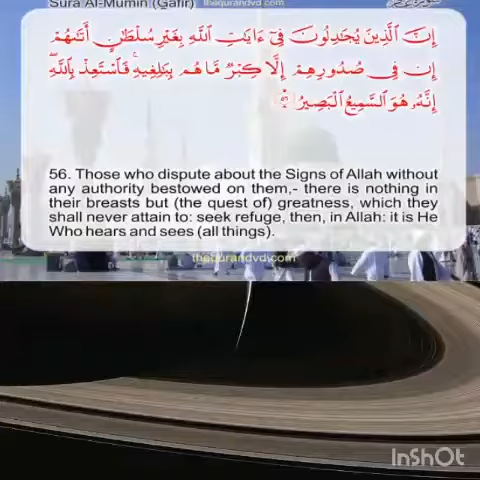 Sura Al-Mumin (Gafir) thequrandvd.com
إِنَّ ٱلَّذِينَ يُجَٰدِلُونَ فِىٓ ءَايَٰتِ ٱللَّهِ بِغَيْرِ سُلْطَٰنٍ أَتَىٰهُمْ
إِن فِى صُدُورِهِمْ إِلَّا كِبْرٌ مَّا هُم بِبَٰلِغِيهِ ۚ فَٱسْتَعِذْ بِٱللَّهِ ۖ
إِنَّهُۥ هُوَ ٱلسَّمِيعُ ٱلْبَصِيرُ
56. Those who dispute about the Signs of Allah without
any authority bestowed on them,- there is nothing in
their breasts but (the quest of) greatness, which they
shall never attain to: seek refuge, then, in Allah: it is He
Who hears and sees (all things).
thequrandvd.com
InShOt